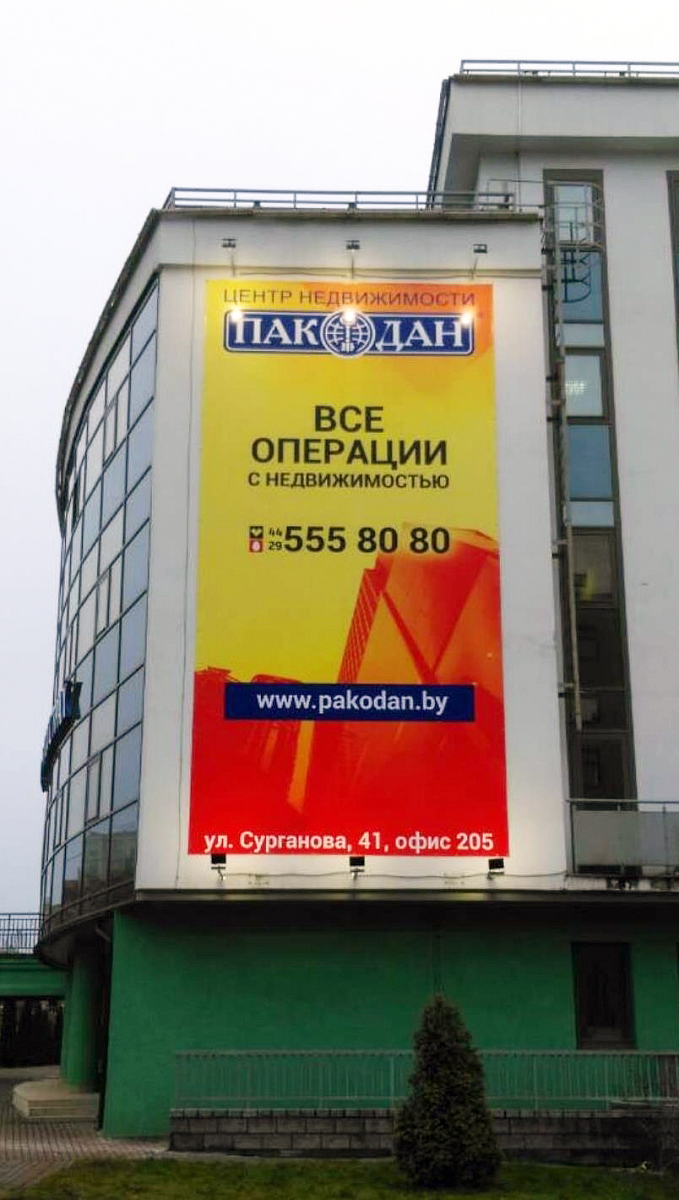 ЦЕНТР НЕДВИЖИМОСТИ
ПАКОДАН
ВСЕ
ОПЕРАЦИИ
С НЕДВИЖИМОСТЬЮ
44
29 555 80 80
www.pakodan.by
ул. Сурганова, 41, офис 205